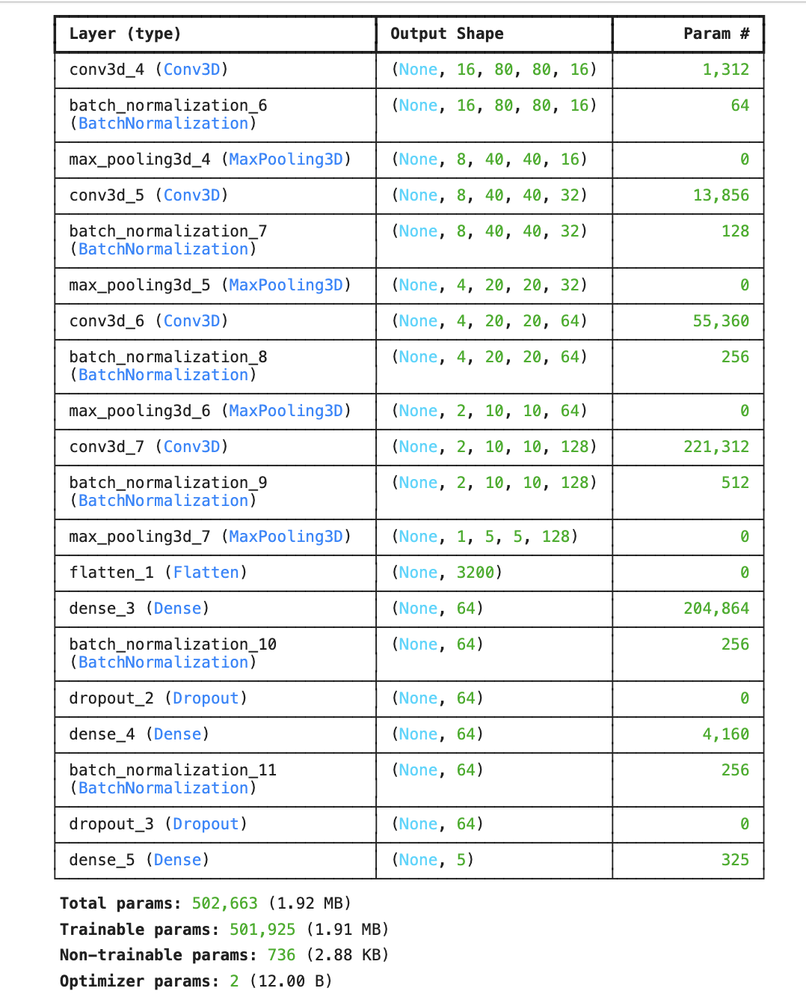 Layer (type) Output Shape Param #
conv3d_4 (Conv3D) (None, 16, 80, 80, 16) 1,312
batch_normalization_6 (None, 16, 80, 80, 16) 64
(BatchNormalization)
max_pooling3d_4 (MaxPooling3D) (None, 8, 40, 40, 16) 0
conv3d_5 (Conv3D) (None, 8, 40, 40, 32) 13,856
batch_normalization_7 (None, 8, 40, 40, 32) 128
(BatchNormalization)
max_pooling3d_5 (MaxPooling3D) (None, 4, 20, 20, 32) 0
conv3d_6 (Conv3D) (None, 4, 20, 20, 64) 55,360
batch_normalization_8 (None, 4, 20, 20, 64) 256
(BatchNormalization)
max_pooling3d_6 (MaxPooling3D) (None, 2, 10, 10, 64) 0
conv3d_7 (Conv3D) (None, 2, 10, 10, 128) 221,312
batch_normalization_9 (None, 2, 10, 10, 128) 512
(BatchNormalization)
max_pooling3d_7 (MaxPooling3D) (None, 1, 5, 5, 128) 0
flatten_1 (Flatten) (None, 3200) 0
dense_3 (Dense) (None, 64) 204,864
batch_normalization_10 (None, 64) 256
(BatchNormalization)
dropout_2 (Dropout) (None, 64) 0
dense_4 (Dense) (None, 64) 4,160
batch_normalization_11 (None, 64) 256
(BatchNormalization)
dropout_3 (Dropout) (None, 64) 0
dense_5 (Dense) (None, 5) 325
Total params: 502,663 (1.92 MB)
Trainable params: 501,925 (1.91 MB)
Non-trainable params: 736 (2.88 KB)
Optimizer params: 2 (12.00 B)